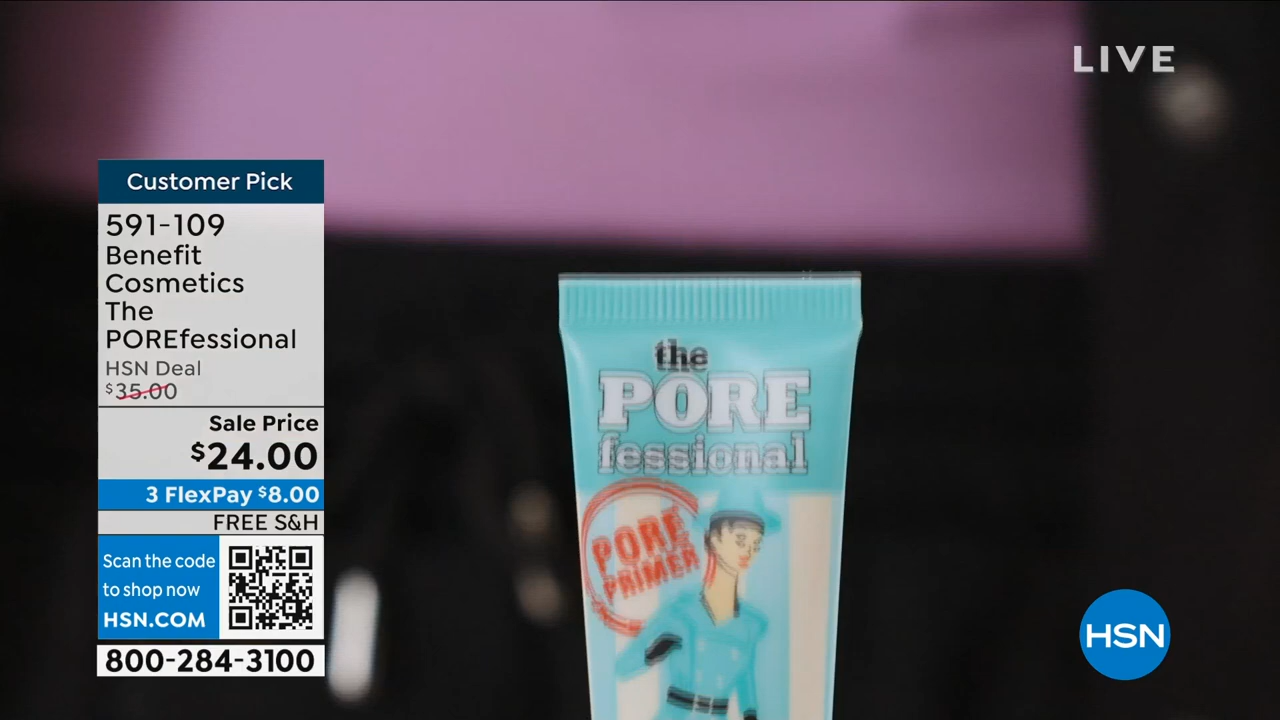 LIVE
Customer Pick
591-109
Benefit
Cosmetics
The
POREfessional
HSN Deal
$35.00
Sale Price
$24.00
3 FlexPay $8.00
FREE S&H
Scan the code
to shop now
HSN.COM
800-284-3100
the
PORE
fessional
PORE
PRIMER
HSN